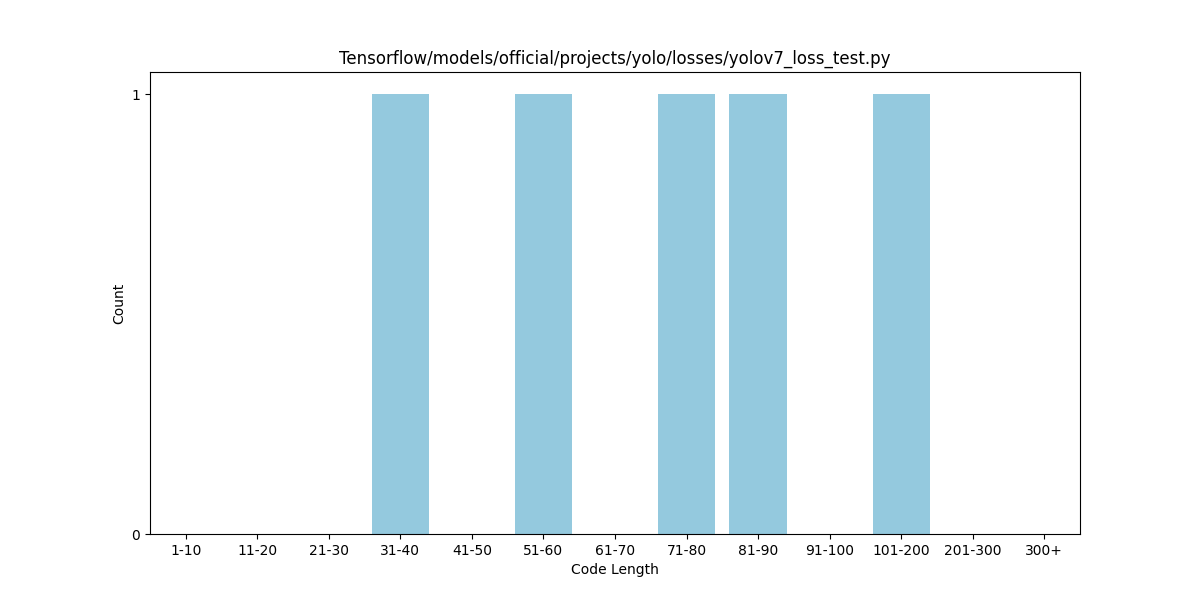 Tensorflow/models/official/projects/yolo/losses/yolov7_loss_test.py
1
Count
0
1-10 11-20 21-30 31-40 41-50 51-60 61-70 71-80 81-90 91-100 101-200 201-300 300+
Code Length